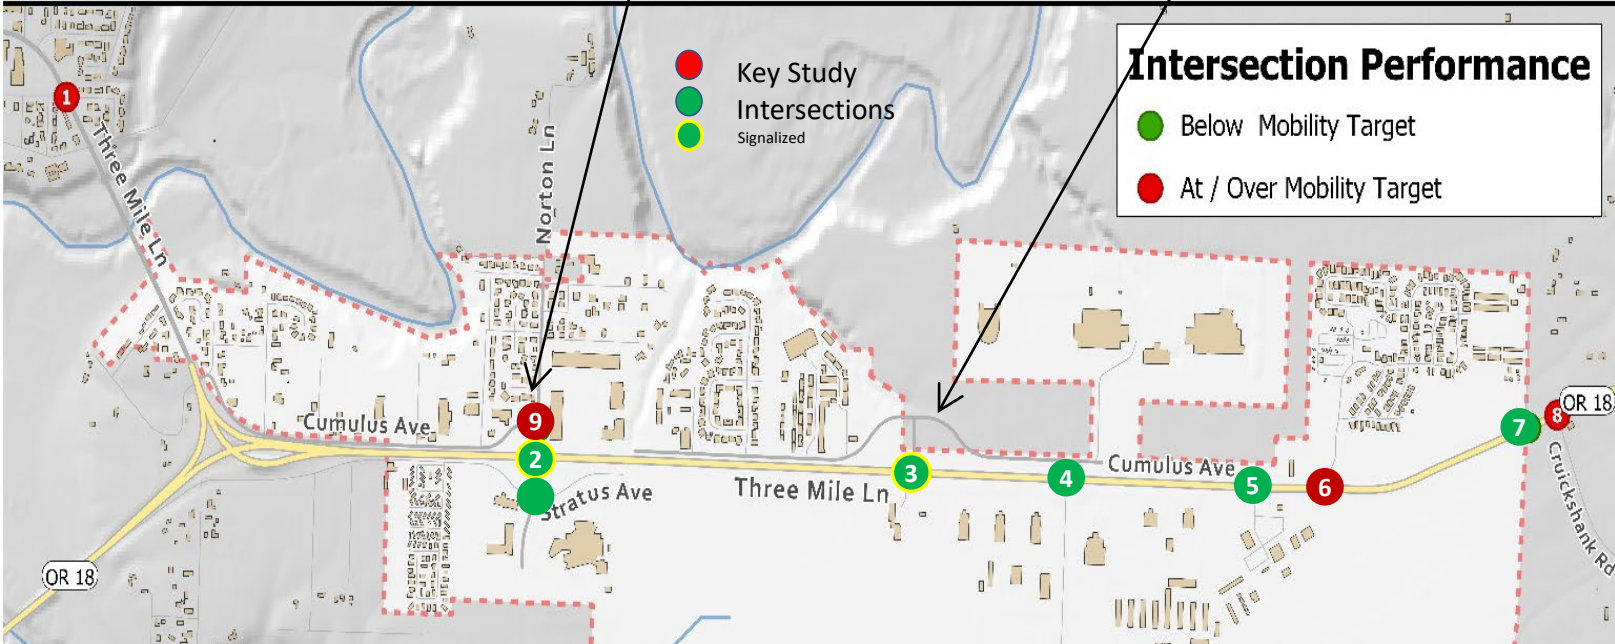 Key Study
Intersections
Signalized
Intersection Performance
Below Mobility Target
At / Over Mobility Target
1
Three Mile Ln
Norton Ln
Cumulus Ave
9
2
Stratus Ave
Three Mile Ln
3
4
Cumulus Ave
5
6
7
8
OR 18
Cruickshank Rd
OR 18